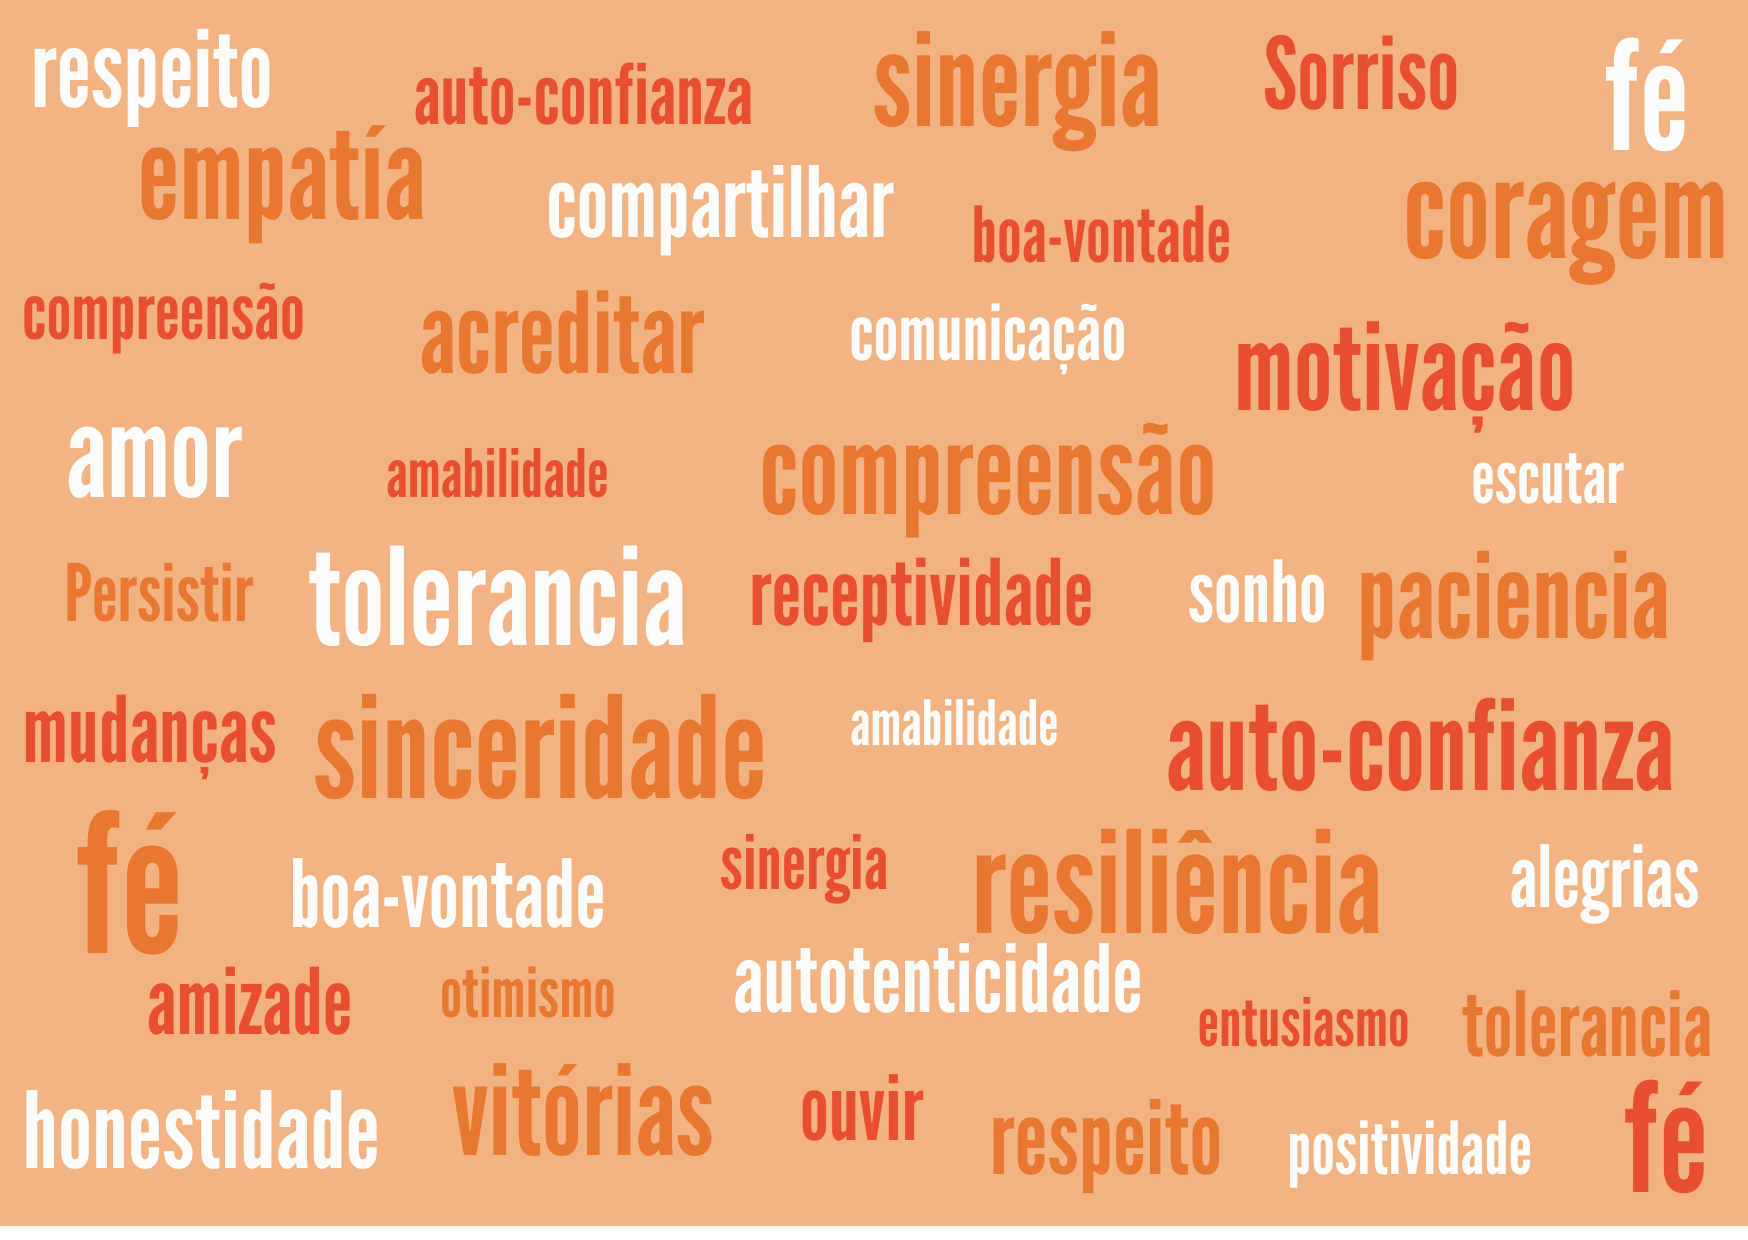 respeito auto-confianza sinergia Sorriso fé
empatía compartilhar boa-vontade coragem
compreensão acreditar comunicação motivação
amor amabilidade compreensão escutar
Persistir tolerancia receptividade sonho paciencia
mudanças sinceridade amabilidade auto-confianza
fé boa-vontade sinergia resiliência alegrias
amizade otimismo autotenticidade entusiasmo tolerancia
honestidade vitórias ouvir respeito positividade fé